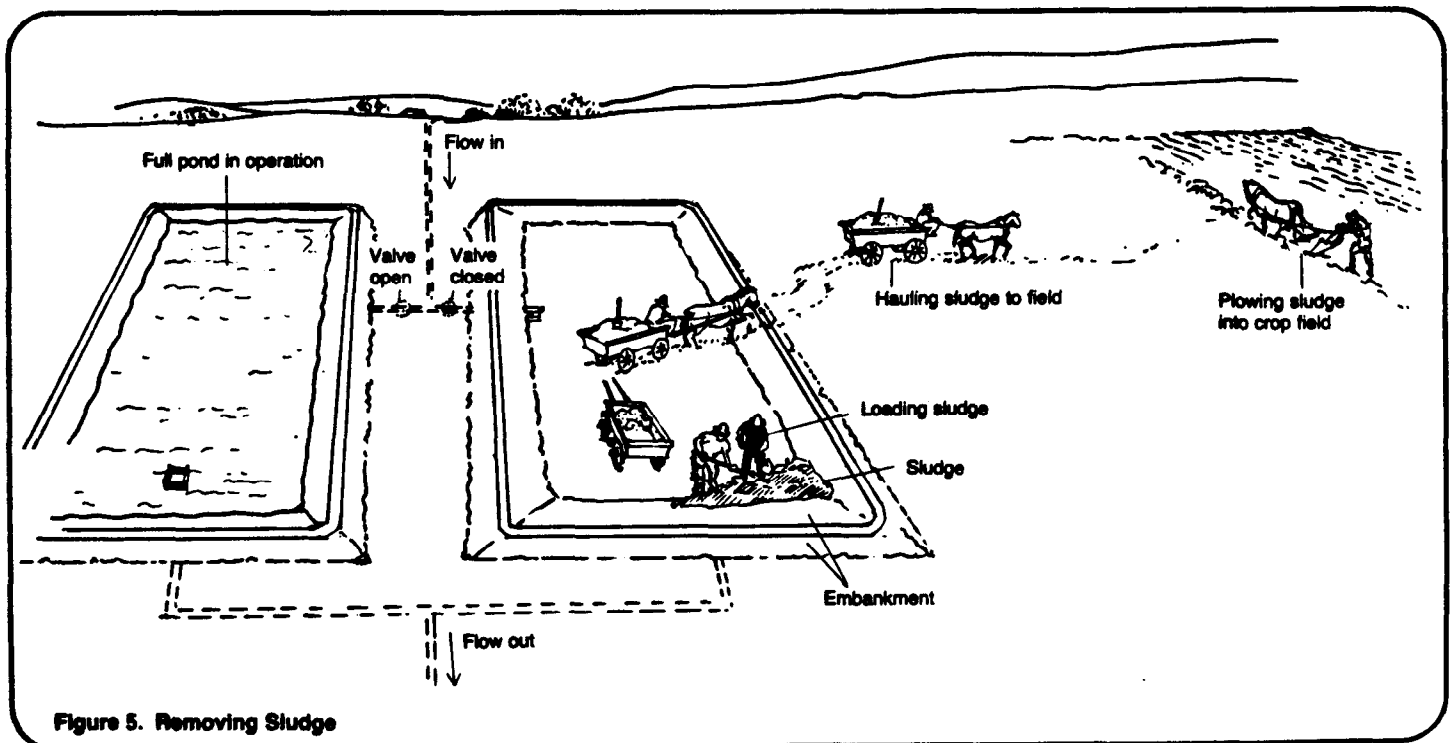 Flow in
Full pond in operation
Valve
open
Valve
closed
Hauling sludge to field
Plowing sludge
into crop field
Loading sludge
Sludge
Embankment
Flow out
Figure 5. Removing Sludge